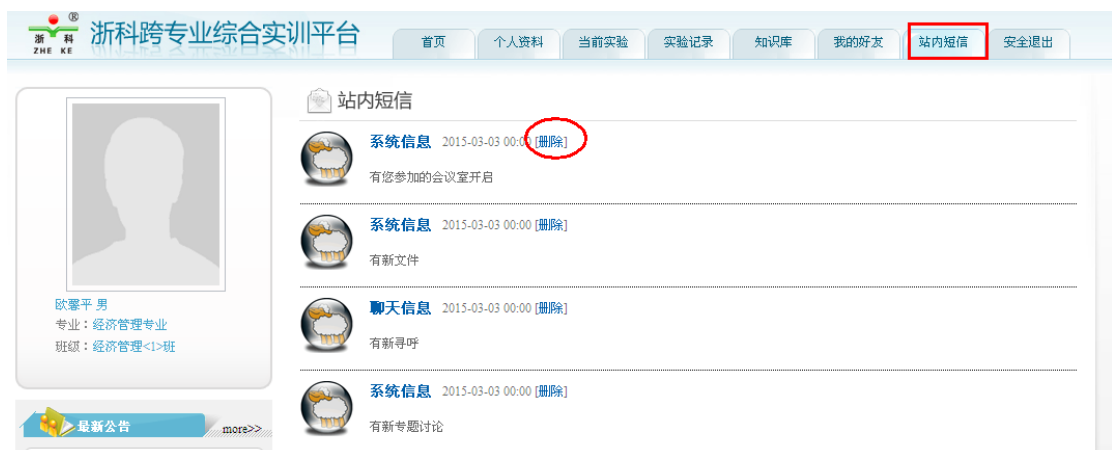 浙科
ZHE KE
®
浙科跨专业综合实训平台
首页 个人资料 当前实验 实验记录 知识库 我的好友 站内短信 安全退出
站内短信
系统信息 2015-03-03 00:00 [删除]
有您参加的会议室开启
系统信息 2015-03-03 00:00 [删除]
有新文件
聊天信息 2015-03-03 00:00 [删除]
有新寻呼
系统信息 2015-03-03 00:00 [删除]
有新专题讨论
欧馨平 男
专业：经济管理专业
班级：经济管理<1>班
最新公告 more>>